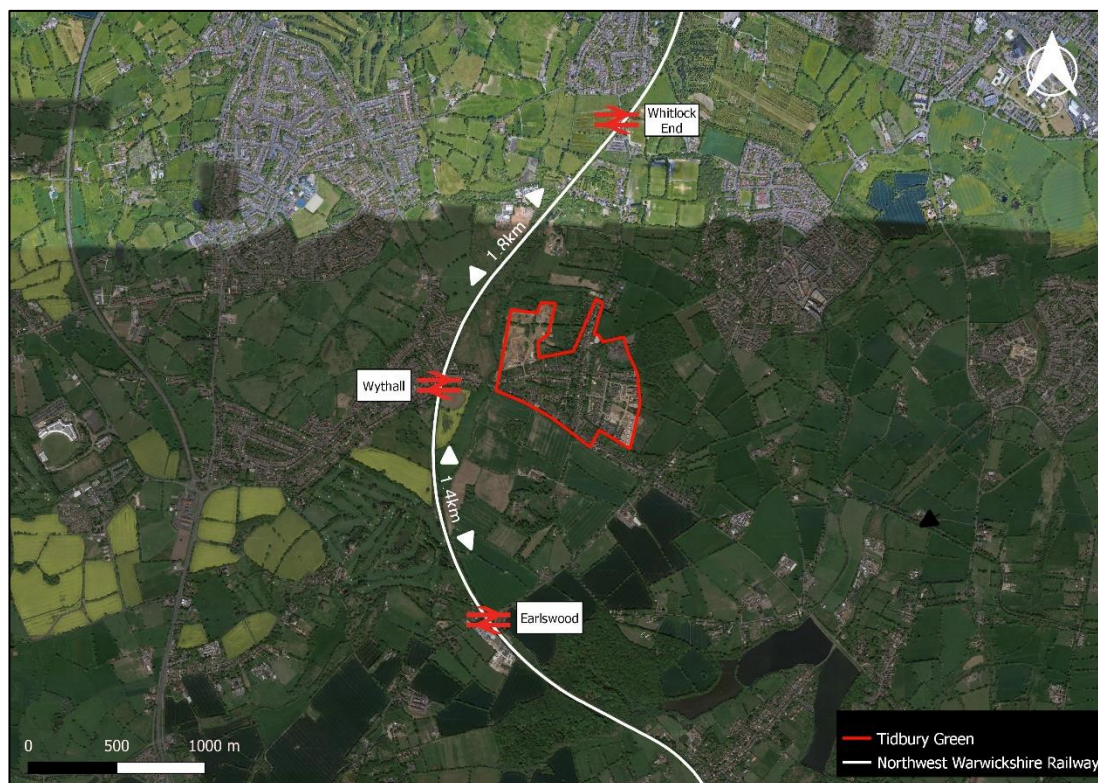 Whitlock
End
1.8km
Wythall
1.4km
Earlswood
0 500 1000 m
Tidbury Green
Northwest Warwickshire Railway